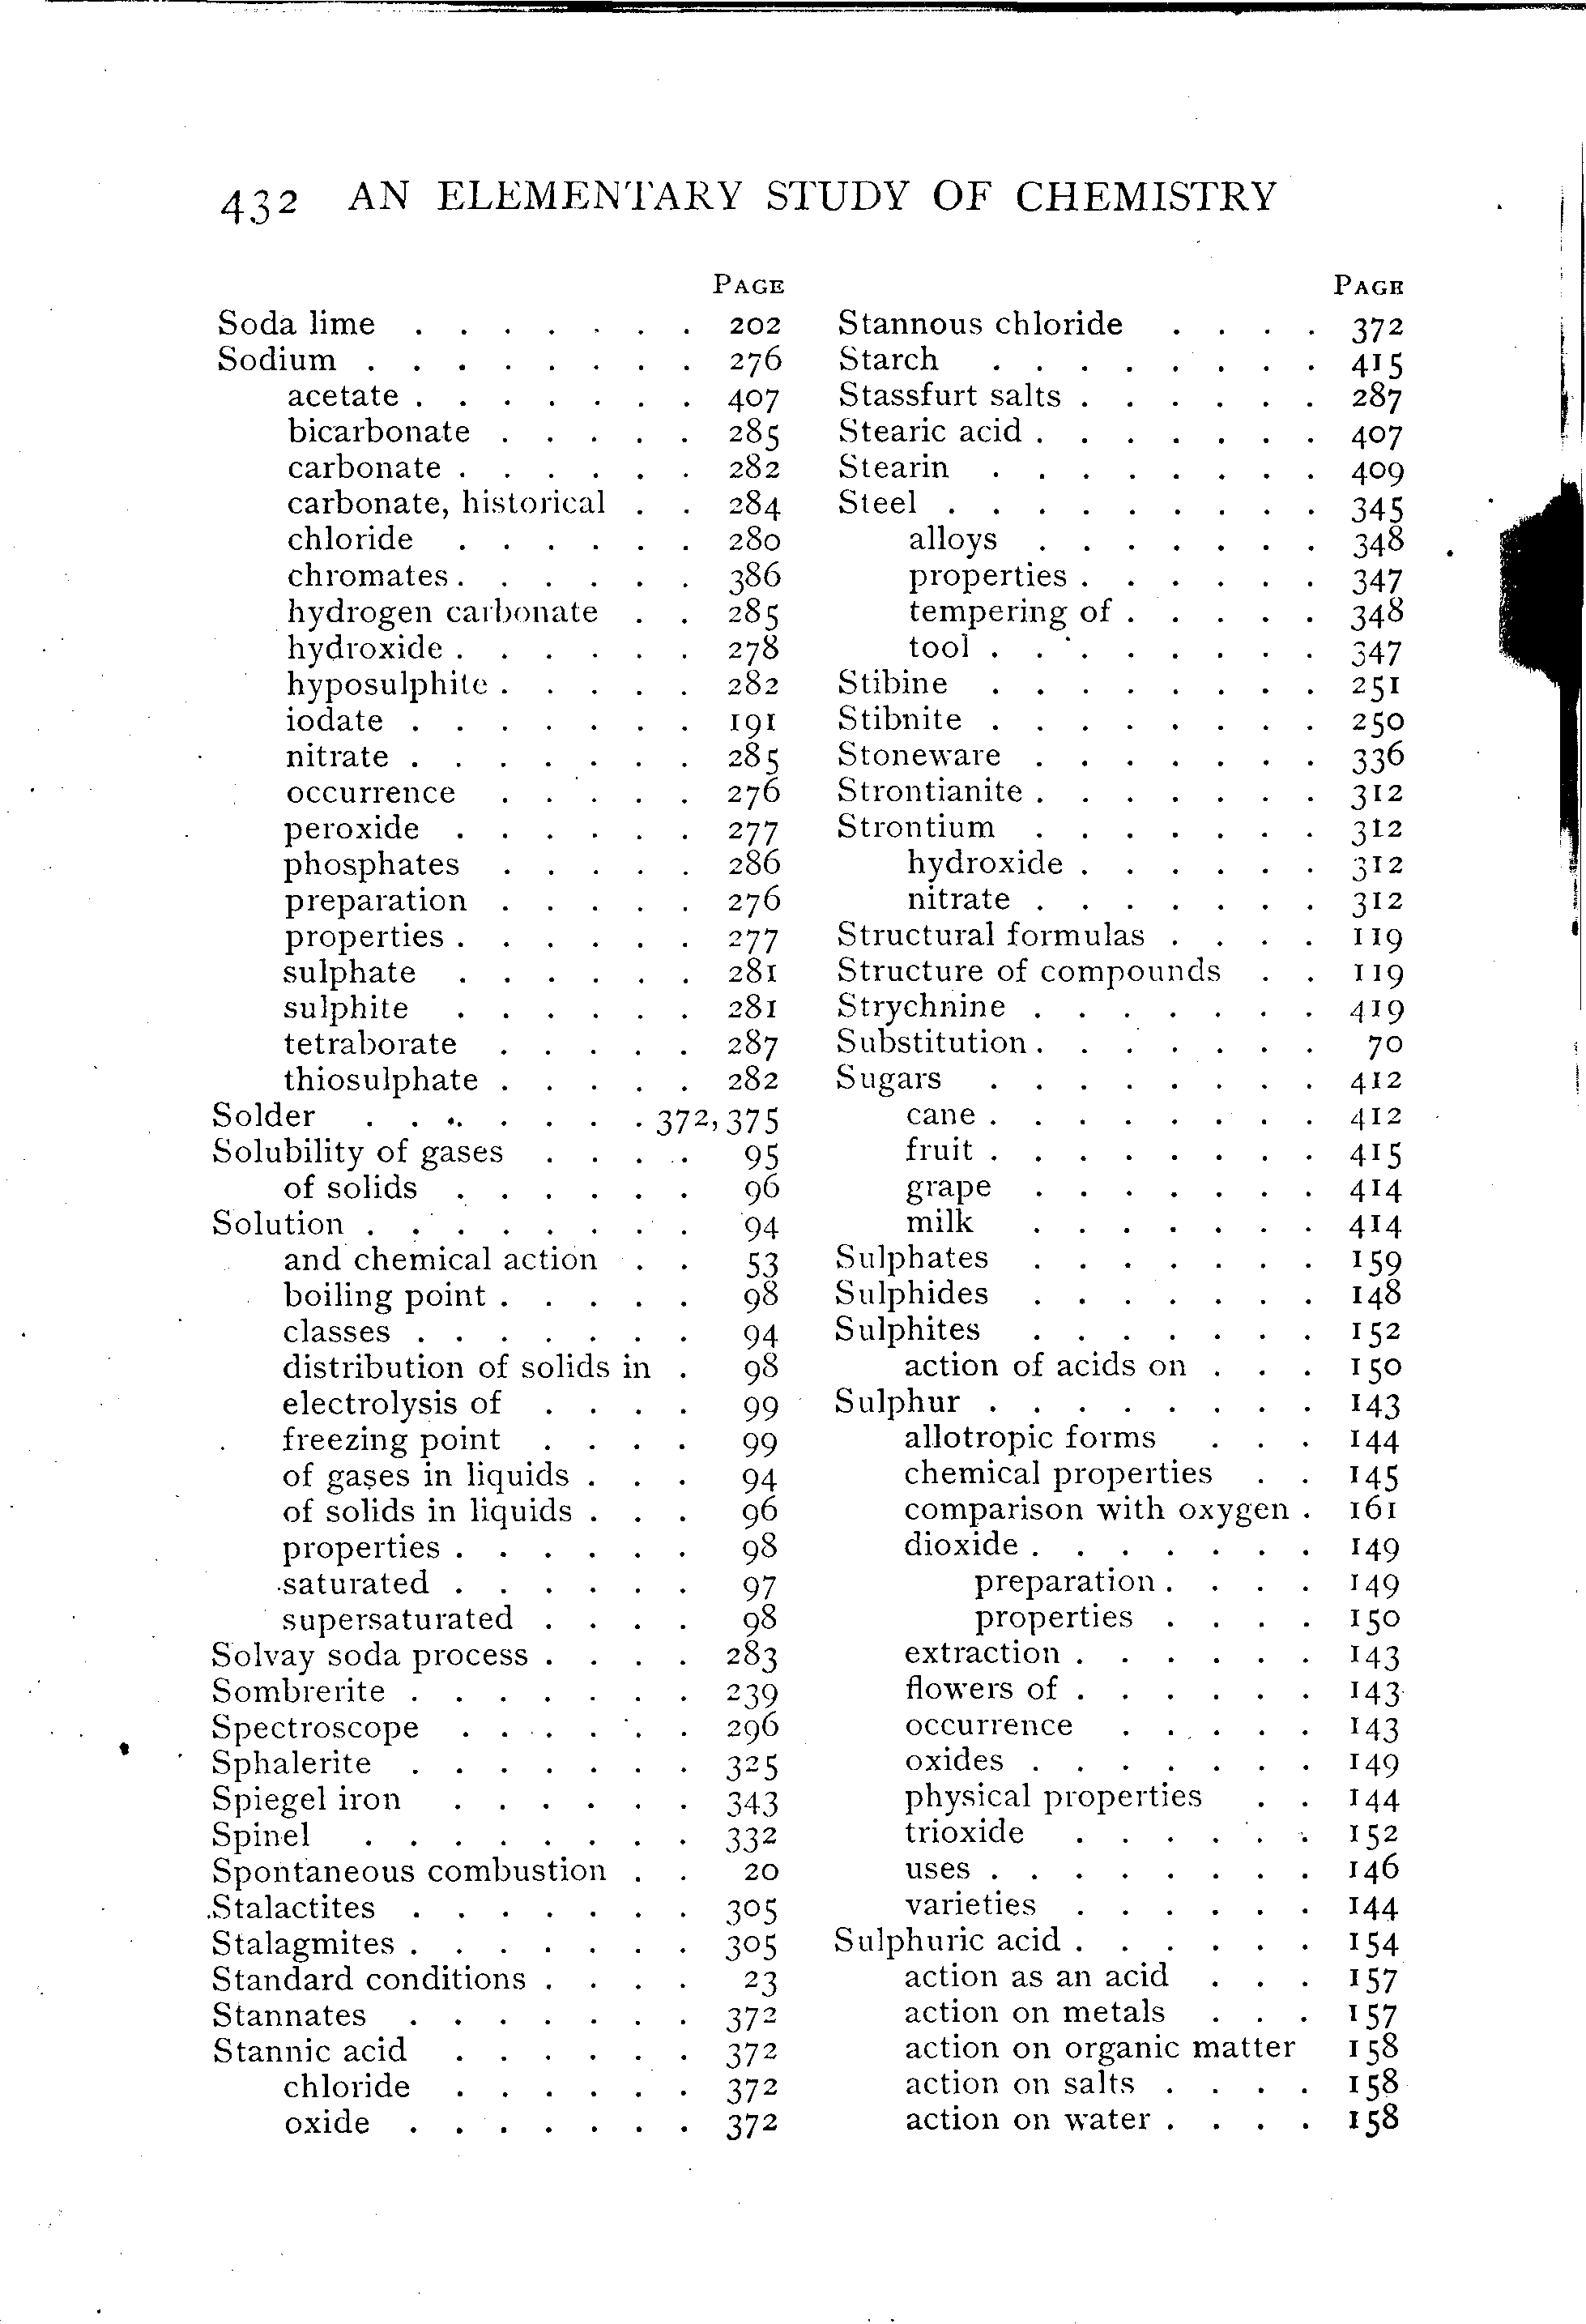 432 AN ELEMENTARY STUDY OF CHEMISTRY
PAGE
Soda lime . . . . . . . 202
Sodium . . . . . . . . 276
acetate . . . . . . . 407
bicarbonate . . . . . 285
carbonate . . . . . . 282
carbonate, historical . . 284
chloride . . . . . . 280
chromates . . . . . . 386
hydrogen carbonate . . 285
hydroxide . . . . . . 278
hyposulphite . . . . . 282
iodate . . . . . . . 191
nitrate . . . . . . . 285
occurrence . . . . . 276
peroxide . . . . . . 277
phosphates . . . . . 286
preparation . . . . . 276
properties . . . . . . 277
sulphate . . . . . . 281
sulphite . . . . . . 281
tetraborate . . . . . 287
thiosulphate . . . . . 282
Solder . . . . . . . 372, 375
Solubility of gases . . . . 95
of solids . . . . . . 96
Solution . . . . . . . . 94
and chemical action . . 53
boiling point . . . . . 98
classes . . . . . . . 94
distribution of solids in . 98
electrolysis of . . . . 99
freezing point . . . . 99
of gases in liquids . . . 94
of solids in liquids . . . 96
properties . . . . . . 98
saturated . . . . . . 97
supersaturated . . . . 98
Solvay soda process . . . . 283
Sombrerite . . . . . . . 239
Spectroscope . . . . . . 296
Sphalerite . . . . . . . 325
Spiegel iron . . . . . . 343
Spinel . . . . . . . . 332
Spontaneous combustion . . 20
Stalactites . . . . . . . 305
Stalagmites . . . . . . . 305
Standard conditions . . . . 23
Stannates . . . . . . . 372
Stannic acid . . . . . . 372
chloride . . . . . . 372
oxide . . . . . . . 372
PAGE
Stannous chloride . . . . 372
Starch . . . . . . . . 415
Stassfurt salts . . . . . . 287
Stearic acid . . . . . . . 407
Stearin . . . . . . . . 409
Steel . . . . . . . . . 345
alloys . . . . . . . 348
properties . . . . . . 347
tempering of . . . . . 348
tool . . . . . . . . 347
Stibine . . . . . . . . 251
Stibnite . . . . . . . . 250
Stoneware . . . . . . . 336
Strontianite . . . . . . . 312
Strontium . . . . . . . 312
hydroxide . . . . . . 312
nitrate . . . . . . . 312
Structural formulas . . . . 119
Structure of compounds . . 119
Strychnine . . . . . . . 419
Substitution . . . . . . . 70
Sugars . . . . . . . . 412
cane . . . . . . . . 412
fruit . . . . . . . . 415
grape . . . . . . . 414
milk . . . . . . . 414
Sulphates . . . . . . . 159
Sulphides . . . . . . . 148
Sulphites . . . . . . . 152
action of acids on . . . 150
Sulphur . . . . . . . . 143
allotropic forms . . . 144
chemical properties . . 145
comparison with oxygen . 161
dioxide . . . . . . . 149
preparation . . . . 149
properties . . . . 150
extraction . . . . . . 143
flowers of . . . . . . 143
occurrence . . . . . 143
oxides . . . . . . . 149
physical properties . . 144
trioxide . . . . . . 152
uses . . . . . . . . 146
varieties . . . . . . 144
Sulphuric acid . . . . . . 154
action as an acid . . . 157
action on metals . . . 157
action on organic matter 158
action on salts . . . . 158
action on water . . . . 158